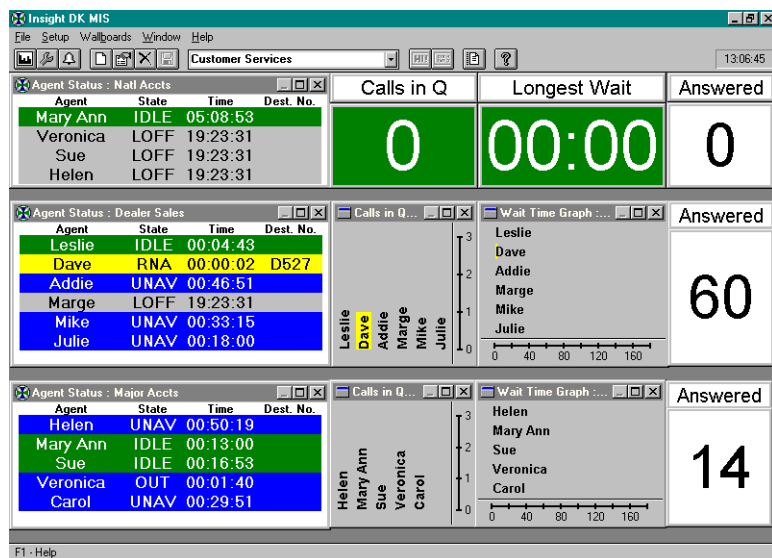 Insight DK MIS
File Setup Wallboards Window Help
Customer Services
13:06:45
Agent Status : Natl Accts
Agent State Time Dest. No.
Mary Ann IDLE 05:08:53
Veronica LOFF 19:23:31
Sue LOFF 19:23:31
Helen LOFF 19:23:31
Calls in Q
0
Longest Wait
00:00
Answered
0
Agent Status : Dealer Sales
Agent State Time Dest. No.
Leslie IDLE 00:04:43
Dave RNA 00:00:02 D527
Addie UNAV 00:46:51
Marge LOFF 19:23:31
Mike UNAV 00:33:15
Julie UNAV 00:18:00
Calls in Q...
3
2
1
0
Leslie Dave Addie Marge Mike Julie
Wait Time Graph :...
Leslie
Dave
Addie
Marge
Mike
Julie
0 40 80 120 160
Answered
60
Agent Status : Major Accts
Agent State Time Dest. No.
Helen UNAV 00:50:19
Mary Ann IDLE 00:13:00
Sue IDLE 00:16:53
Veronica OUT 00:01:40
Carol UNAV 00:29:51
Calls in Q...
3
2
1
0
Helen Mary Ann Sue Veronica Carol
Wait Time Graph :...
Helen
Mary Ann
Sue
Veronica
Carol
0 40 80 120 160
Answered
14
F1 - Help